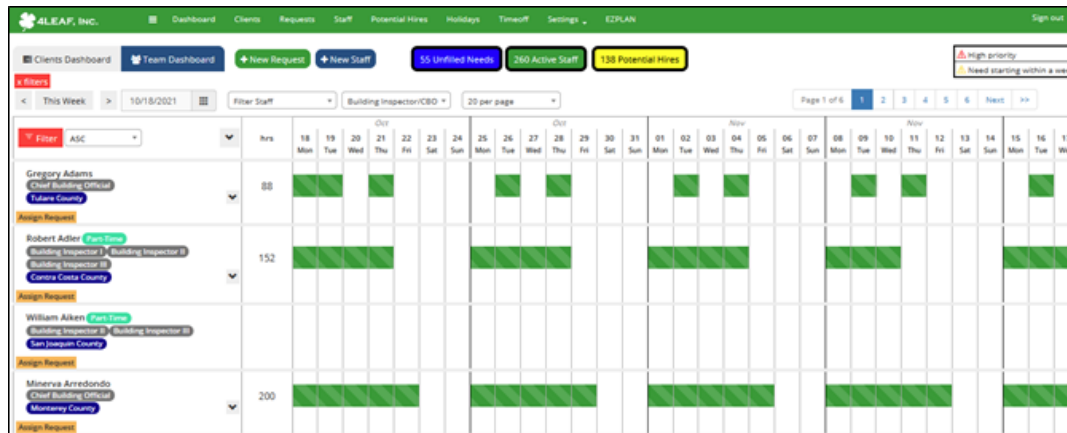 4LEAF, INC. Dashboard Clients Requests Staff Potential Hires Holidays Timeoff Settings EZPLAN Sign out
Clients Dashboard Team Dashboard + New Request + New Staff 55 Unfilled Needs 260 Active Staff 138 Potential Hires High priority
Need starting within a wee
x filters
< This Week > 10/18/2021 Filter Staff Building Inspector/CBO 20 per page Page 1 of 6 1 2 3 4 5 6 Next >>
Oct Oct Nov Nov
Filter ASC hrs 18 19 20 21 22 23 24 25 26 27 28 29 30 31 01 02 03 04 05 06 07 08 09 10 11 12 13 14 15 16
Mon Tue Wed Thu Fri Sat Sun Mon Tue Wed Thu Fri Sat Sun Mon Tue Wed Thu Fri Sat Sun Mon Tue Wed Thu Fri Sat Sun Mon Tue
Gregory Adams
Chief Building Official 88
Tulare County
Assign Request
Robert Adler Part-Time
Building Inspector I Building Inspector II
Building Inspector III 152
Contra Costa County
Assign Request
William Aiken Part-Time
Building Inspector II Building Inspector III
San Joaquin County
Assign Request
Minerva Arredondo
Chief Building Official 200
Monterey County
Assign Request